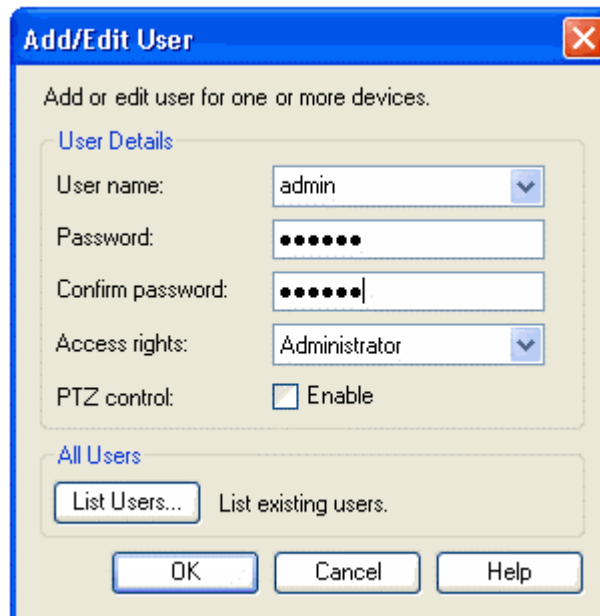 Add/Edit User
Add or edit user for one or more devices.
User Details
User name: admin
Password: ●●●●●●
Confirm password: ●●●●●●
Access rights: Administrator
PTZ control: Enable
All Users
List Users... List existing users.
OK Cancel Help